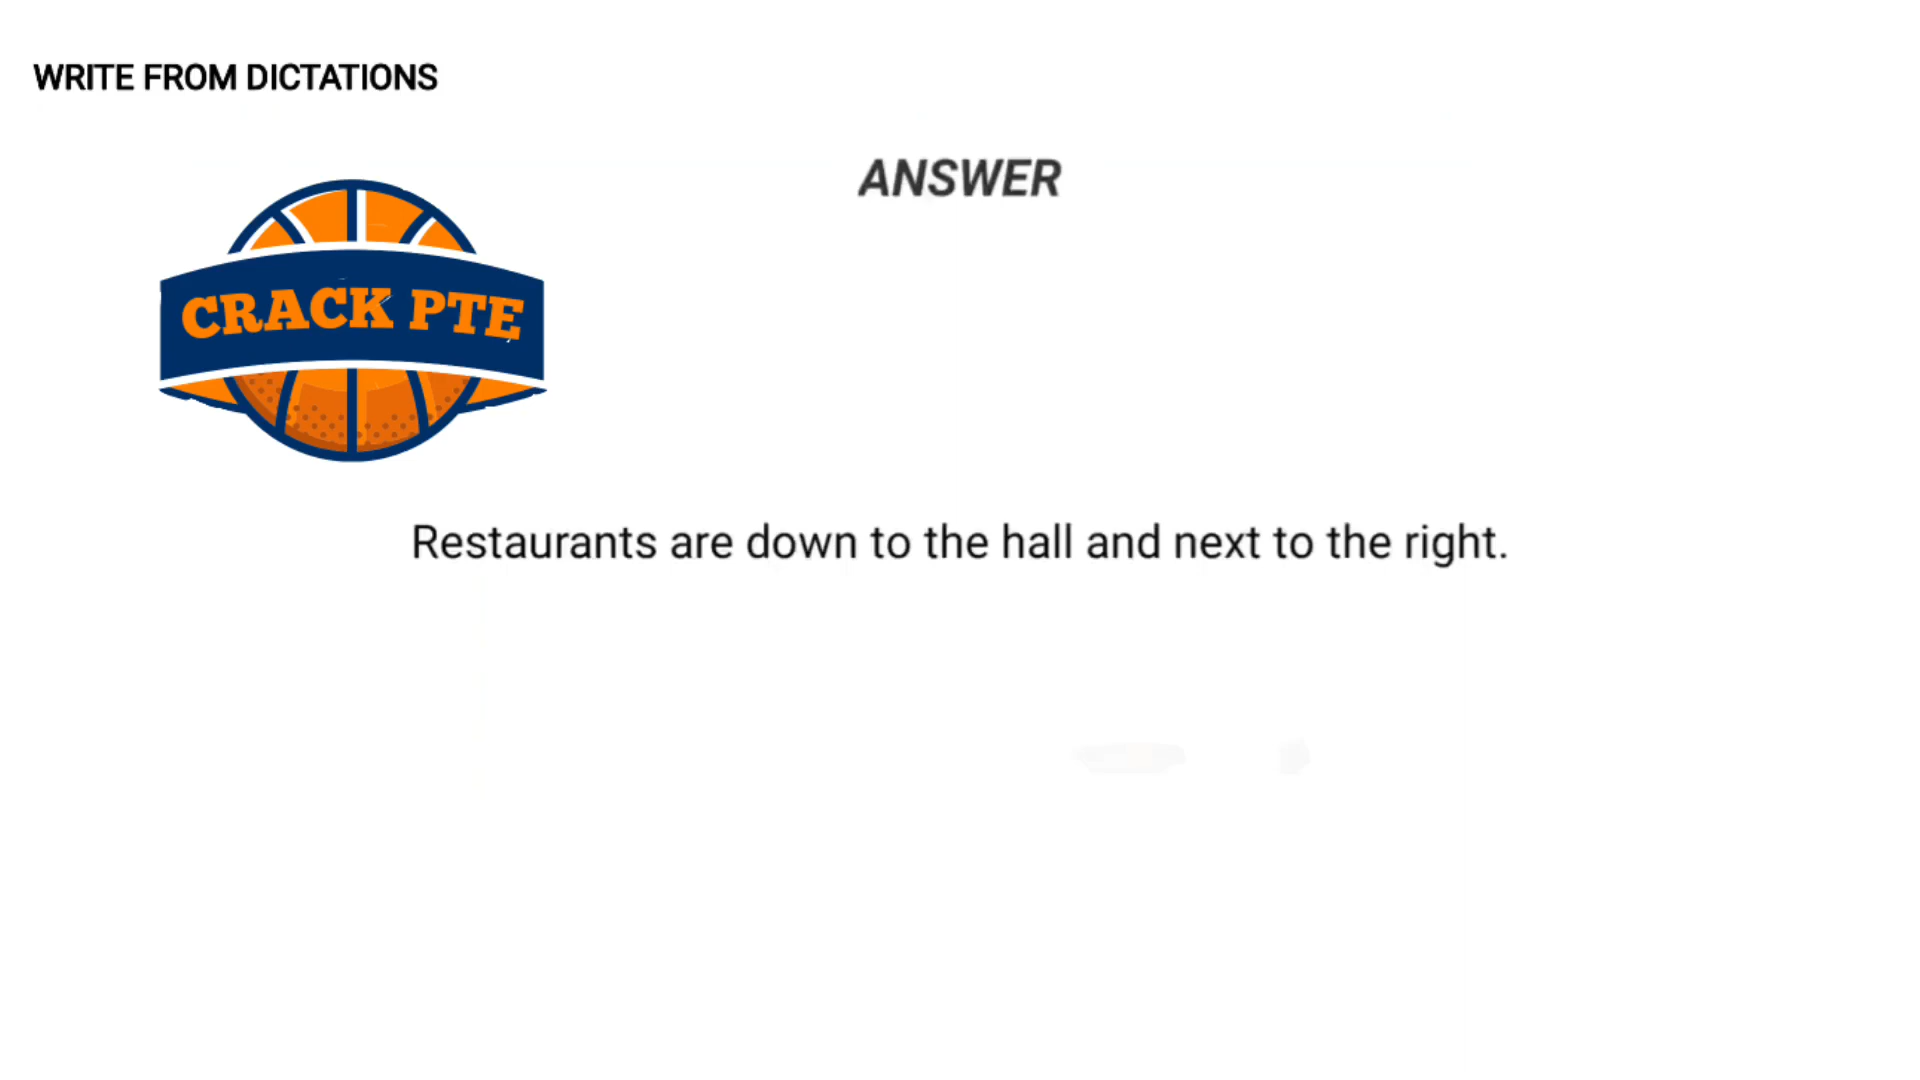 WRITE FROM DICTATIONS
ANSWER
CRACK PTE
Restaurants are down to the hall and next to the right.